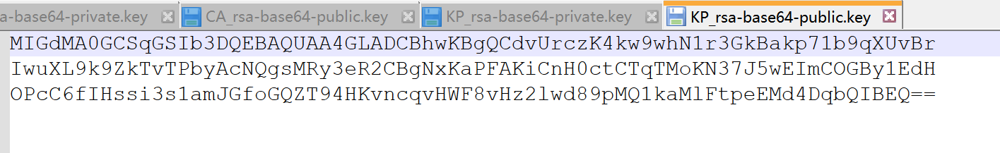 a-base64-private.key CA_rsa-base64-public.key KP_rsa-base64-private.key KP_rsa-base64-public.key
MIGdMA0GCSqGSIb3DQEBAQUAA4GLADCBhwKBgQCdvUrczK4kw9whN1r3GkBakp71b9qXUvBr
IwuXL9k9ZkTvTPbyAcNQgsMRy3eR2CBgNxKaPFAKiCnH0ctCTqTMoKN37J5wEImCOGBy1EdH
OPcC6fIHssi3s1amJGfoGQZT94HKvncqvHWF8vHz2lwd89pMQ1kaMlFtpeEMd4DqbQIBEQ==